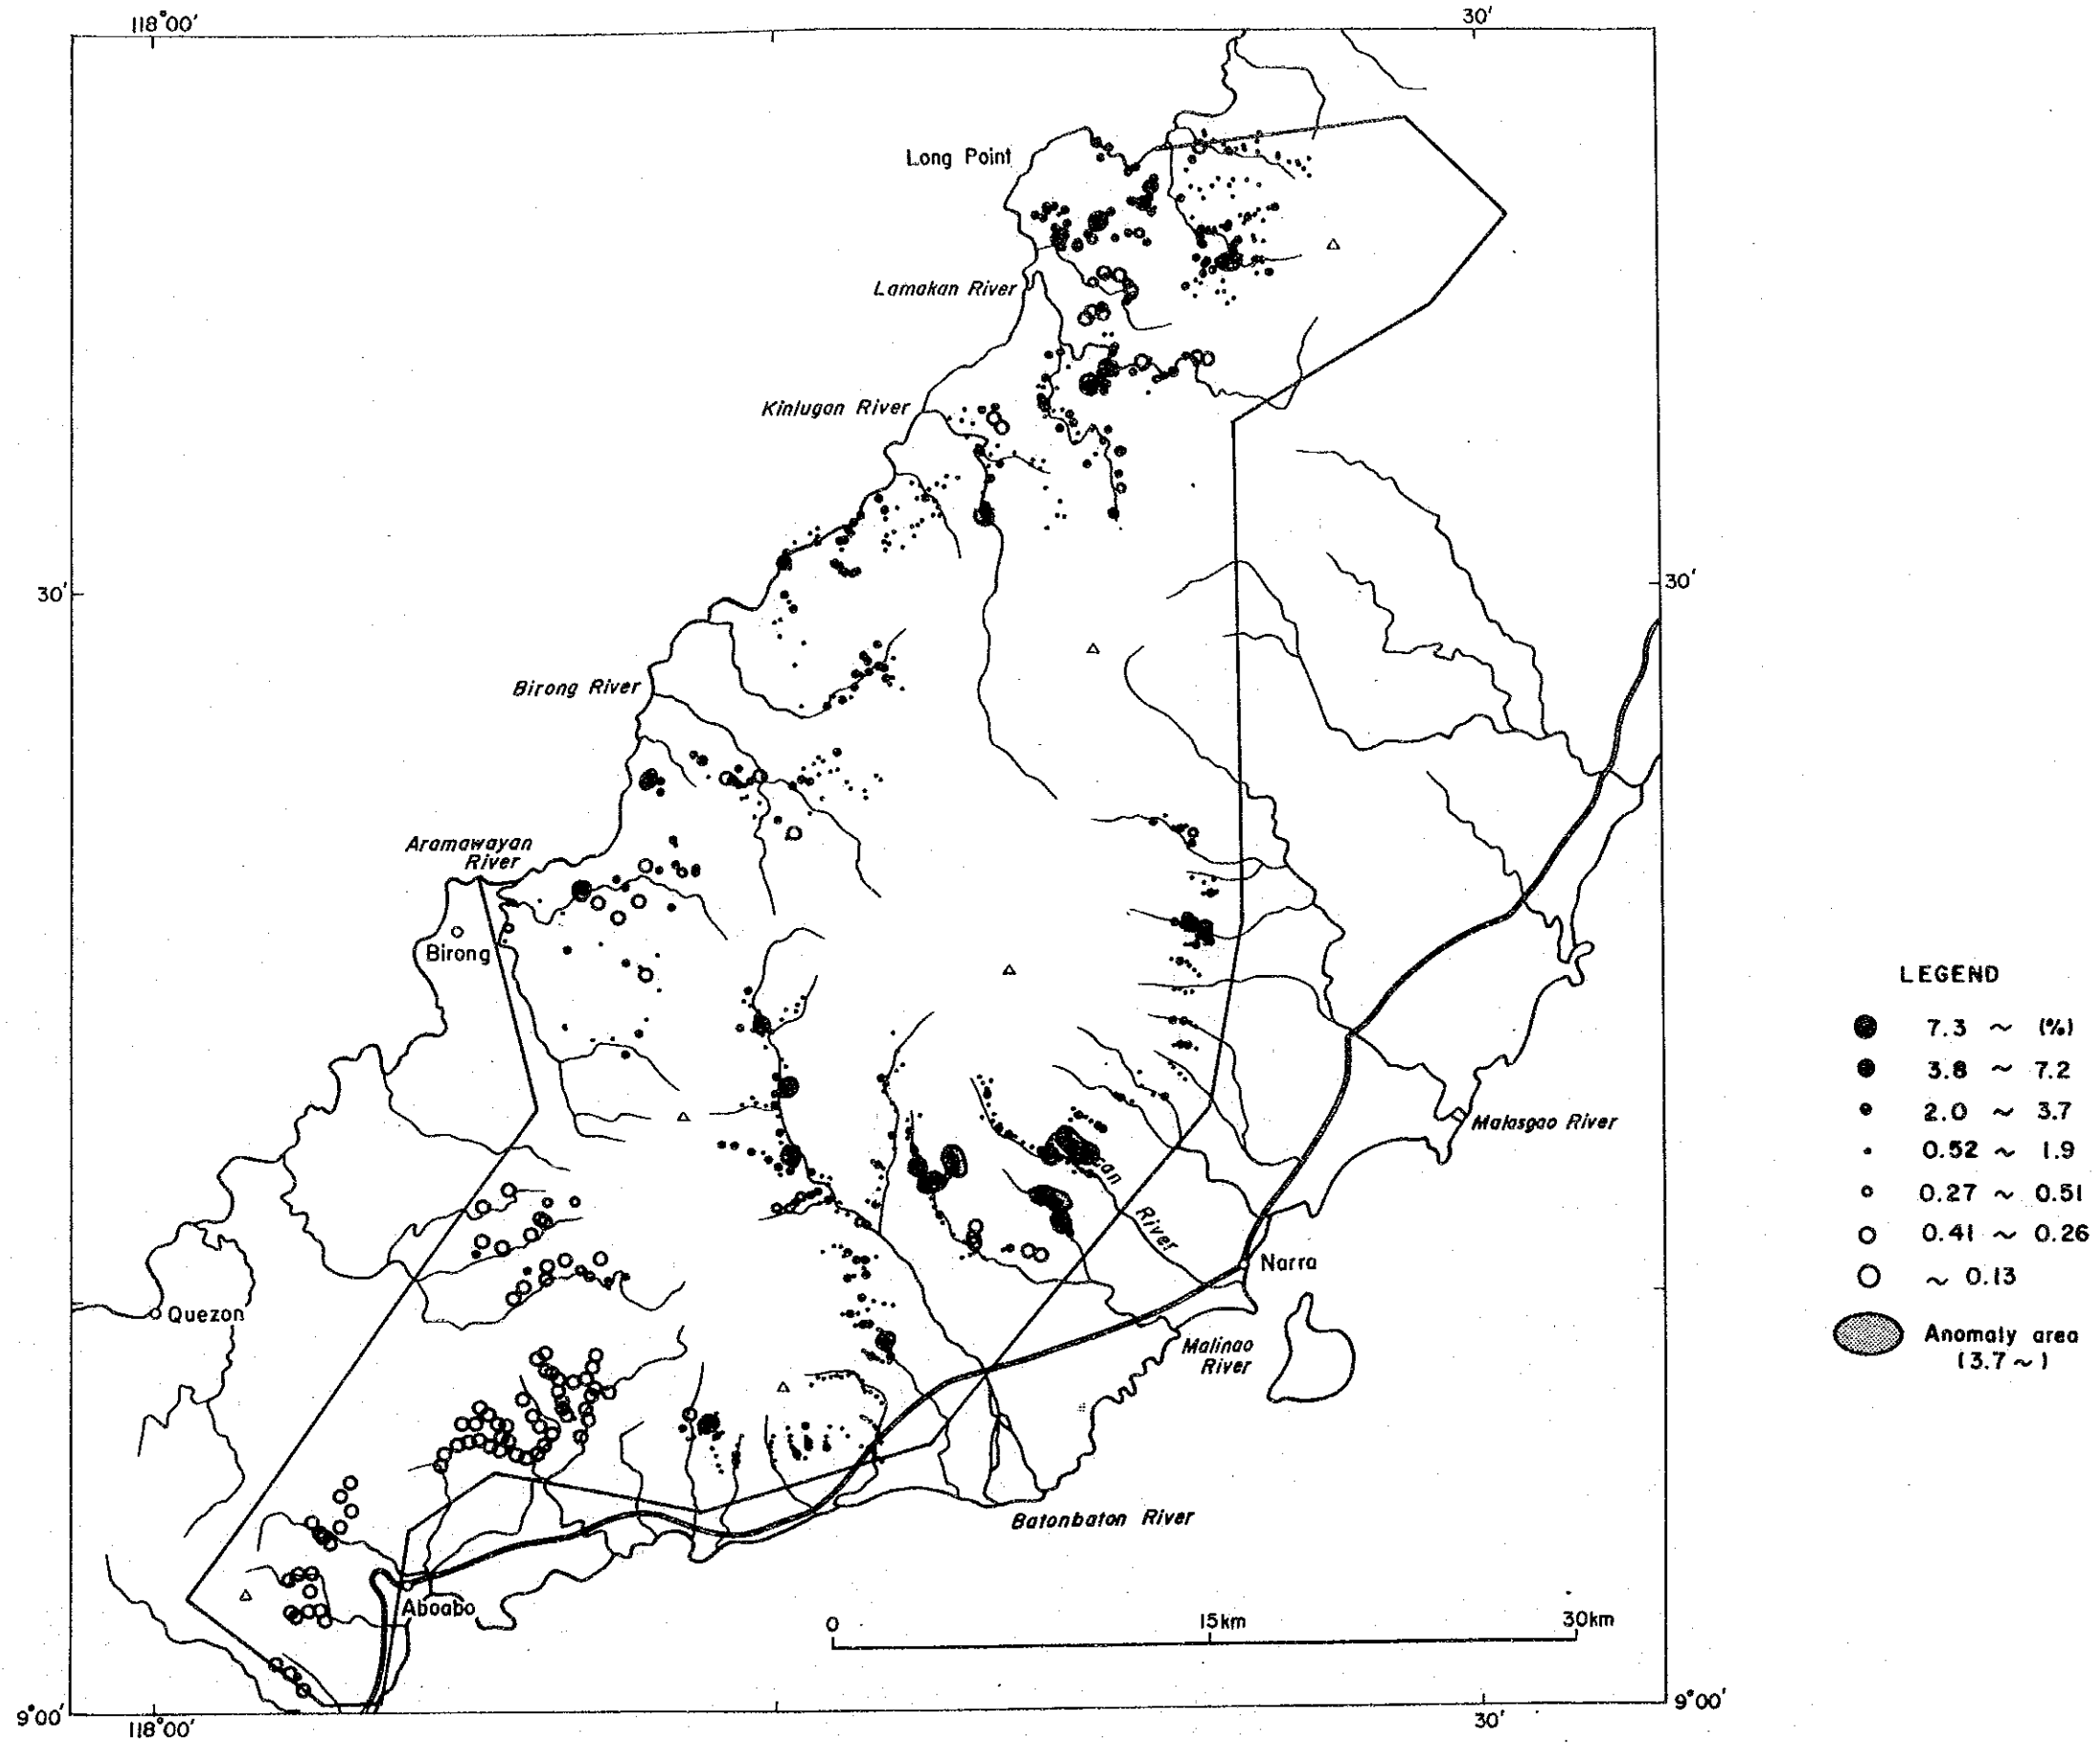 118°00'
30'
Long Point
Lamakan River
Kinlugan River
30'
30'
Birong River
Aramawayan
River
Birong
LEGEND
7.3 ~ (%)
3.8 ~ 7.2
2.0 ~ 3.7
0.52 ~ 1.9
0.27 ~ 0.51
0.41 ~ 0.26
~ 0.13
Anomaly area
(3.7~)
Malasgao River
River
Narra
Quezon
Malinao
River
Batonbaton River
Aboabo
0
15km
30km
9°00'
9°00'
118°00'
30'